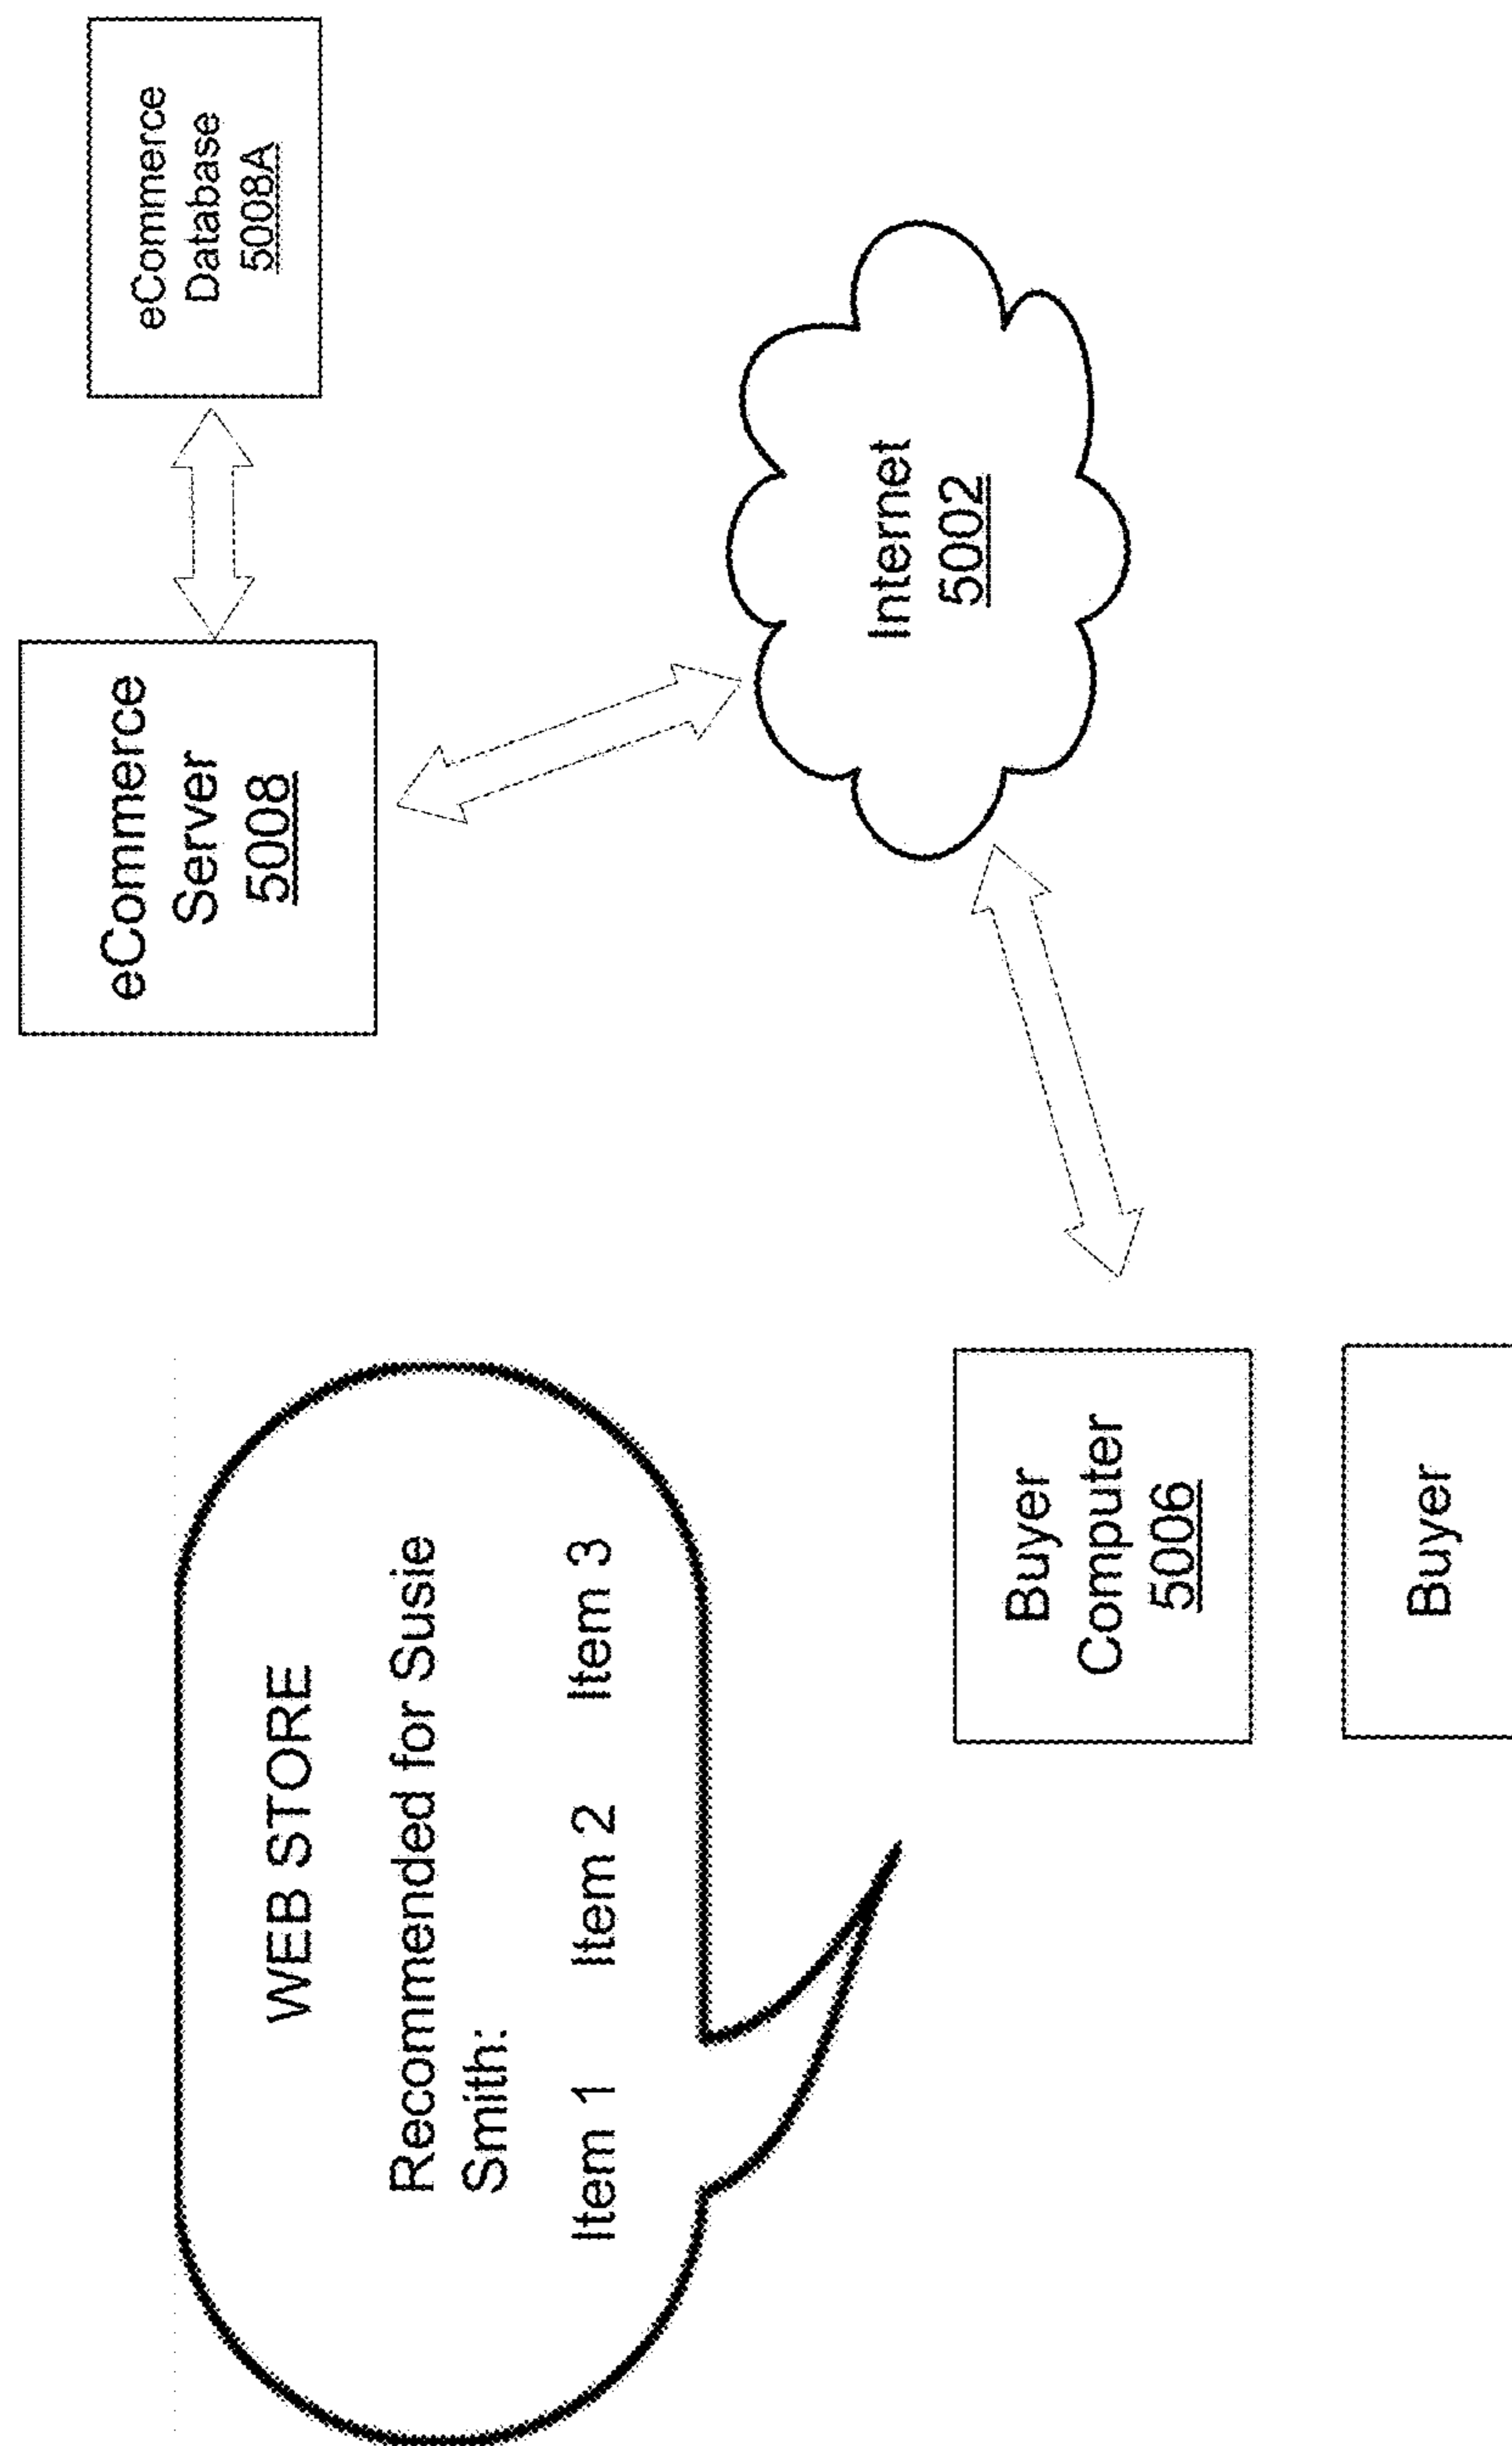 WEB STORE
Recommended for Susie
Smith:
Item 1 Item 2 Item 3
eCommerce
Server
5008
eCommerce
Database
5008A
Internet
5002
Buyer
Computer
5006
Buyer